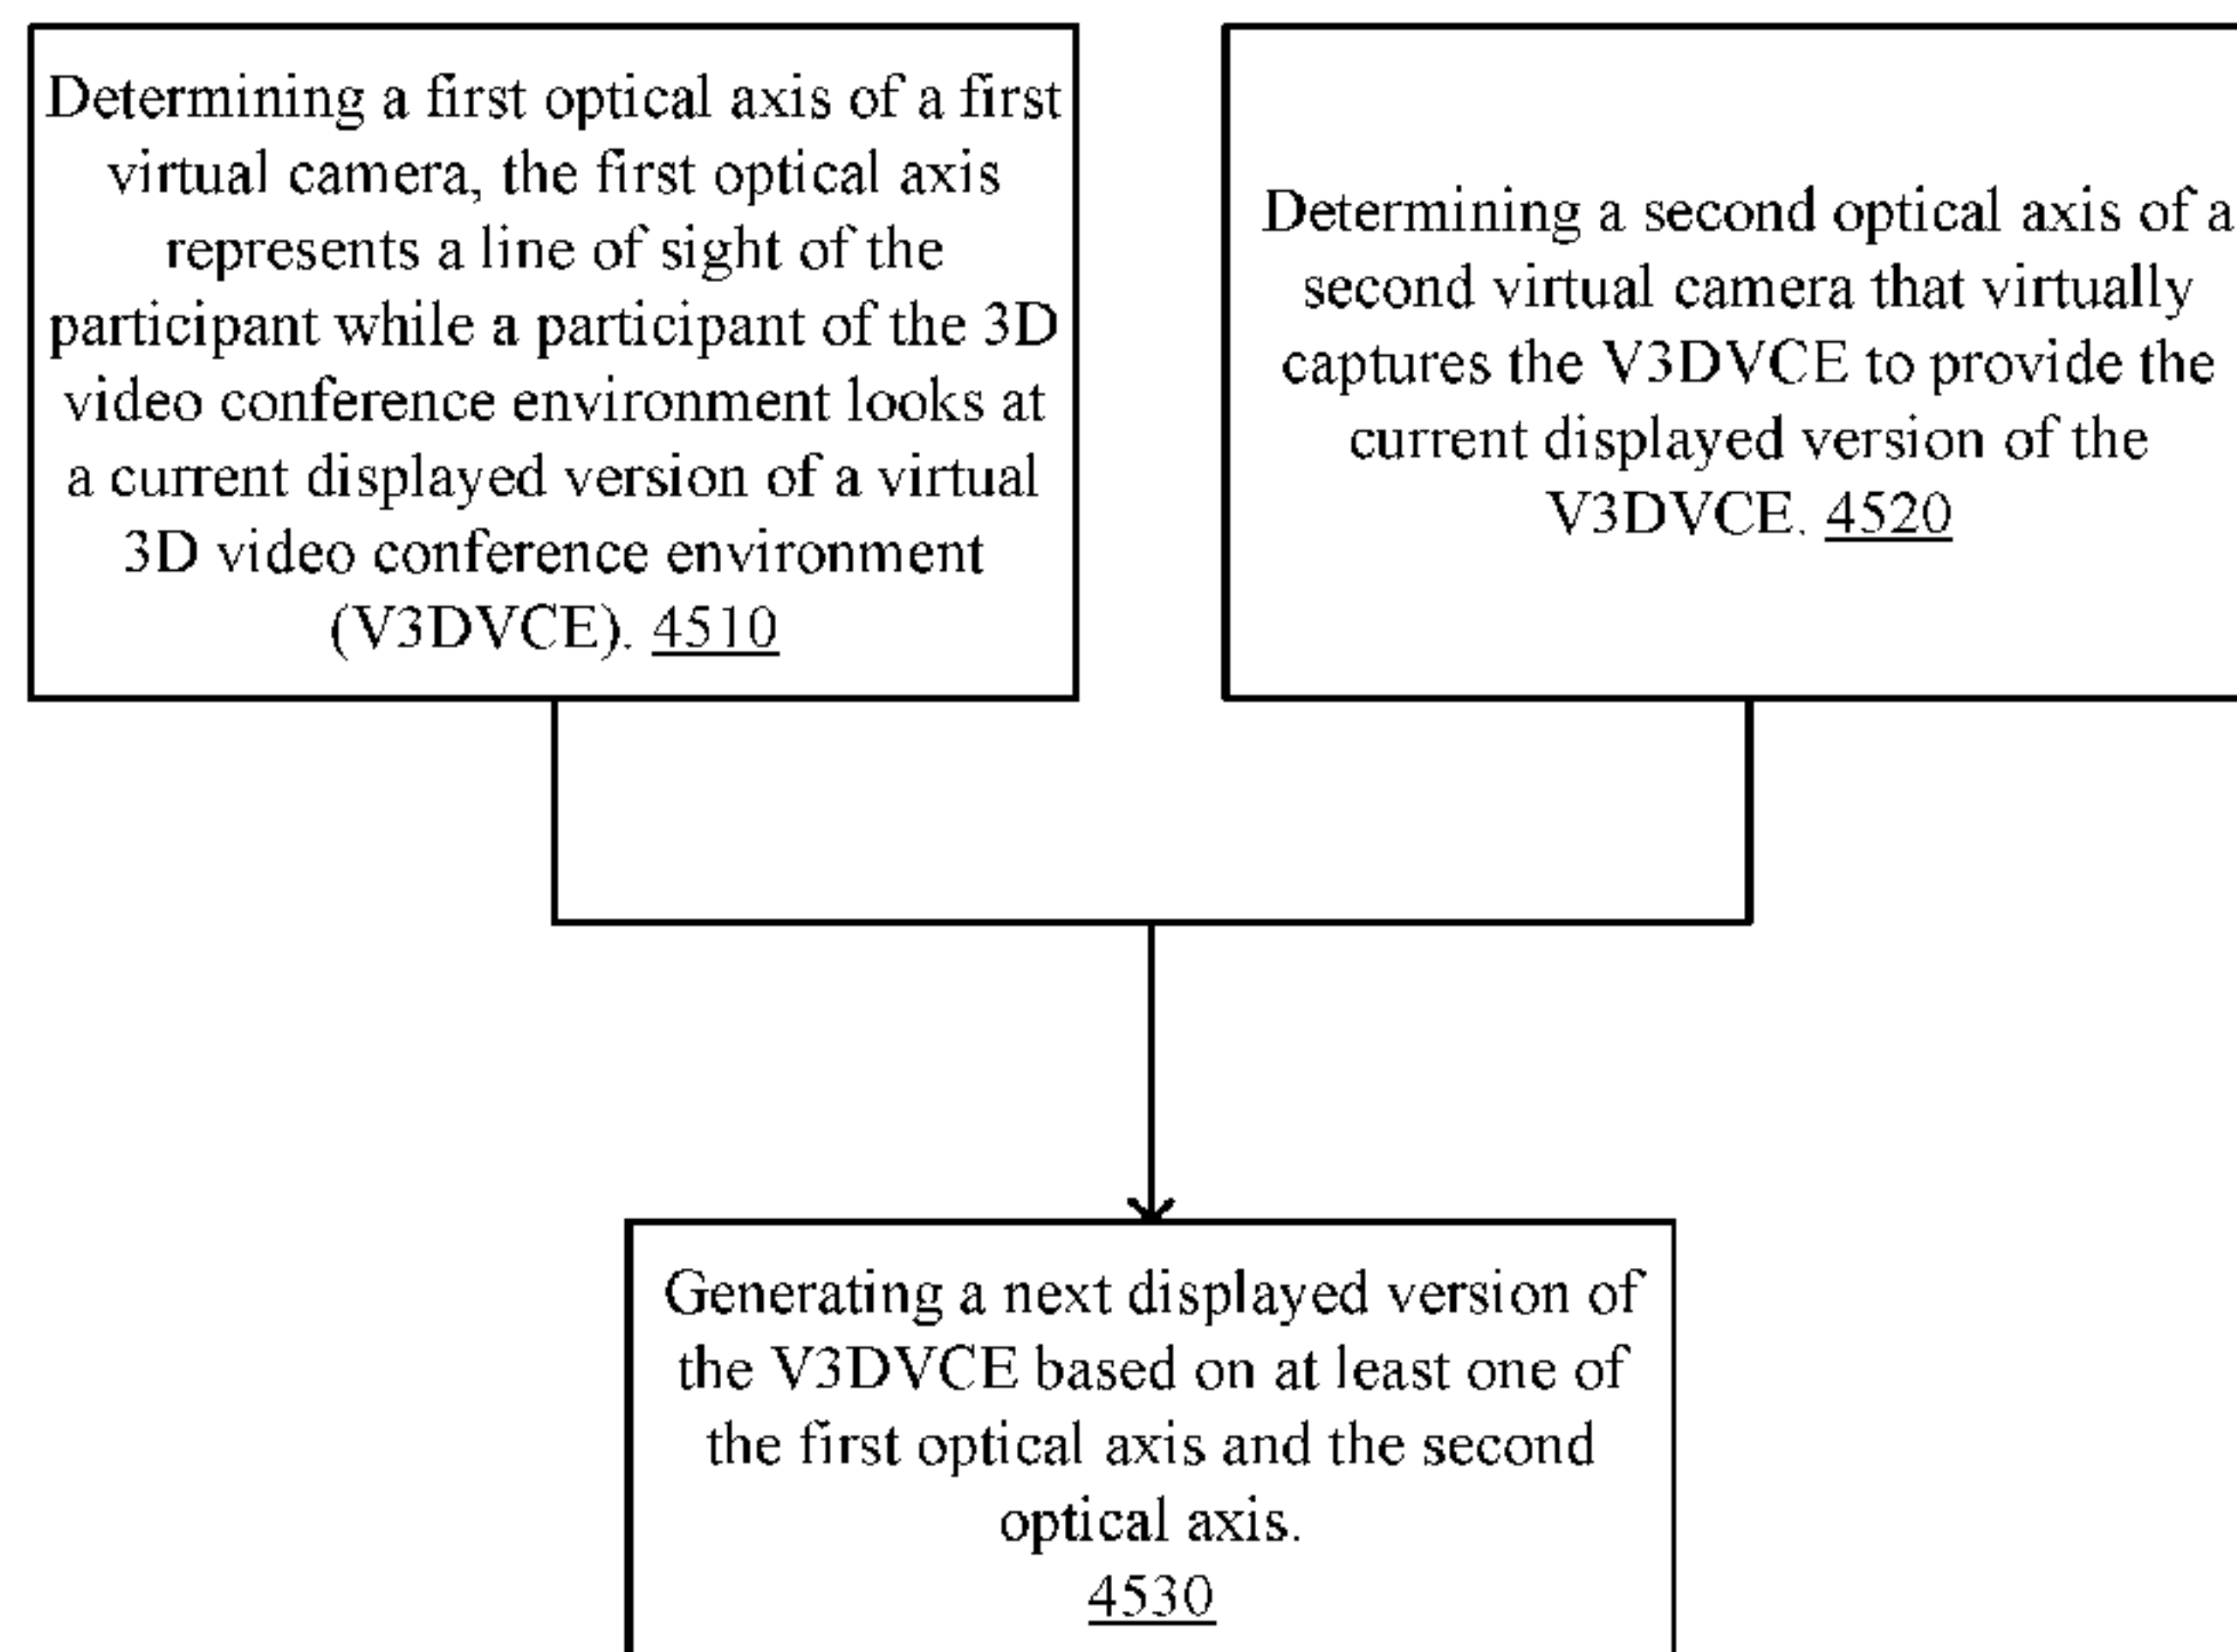 Determining a first optical axis of a first
virtual camera, the first optical axis
represents a line of sight of the
participant while a participant of the 3D
video conference environment looks at
a current displayed version of a virtual
3D video conference environment
(V3DVCE). 4510
Determining a second optical axis of a
second virtual camera that virtually
captures the V3DVCE to provide the
current displayed version of the
V3DVCE. 4520
Generating a next displayed version of
the V3DVCE based on at least one of
the first optical axis and the second
optical axis.
4530